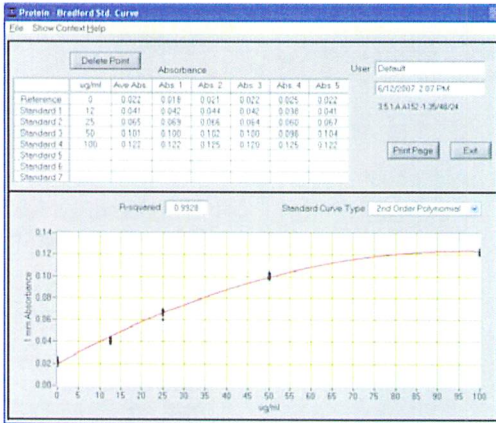 Protein - Bradford Std. Curve
File Show Context Help
Delete Point
Absorbance
User Default
6/12/2007 2:07 PM
3.5.1 A A152 -1.35/48/24
ug/ml Ave Abs. Abs. 1 Abs. 2 Abs. 3 Abs. 4 Abs. 5
Reference 0 0.022 0.018 0.021 0.022 0.025 0.022
Standard 1 12 0.041 0.042 0.044 0.042 0.038 0.041
Standard 2 25 0.065 0.069 0.066 0.064 0.060 0.067
Standard 3 50 0.101 0.100 0.102 0.100 0.098 0.104
Standard 4 100 0.122 0.122 0.125 0.120 0.125 0.122
Standard 5
Standard 6
Standard 7
Print Page Exit
R-squared 0.9928 Standard Curve Type 2nd Order Polynomial
1 mm Absorbance
0.14
0.12
0.10
0.08
0.06
0.04
0.02
0.00
0 5 10 15 20 25 30 35 40 45 50 55 60 65 70 75 80 85 90 95 100
ug/ml